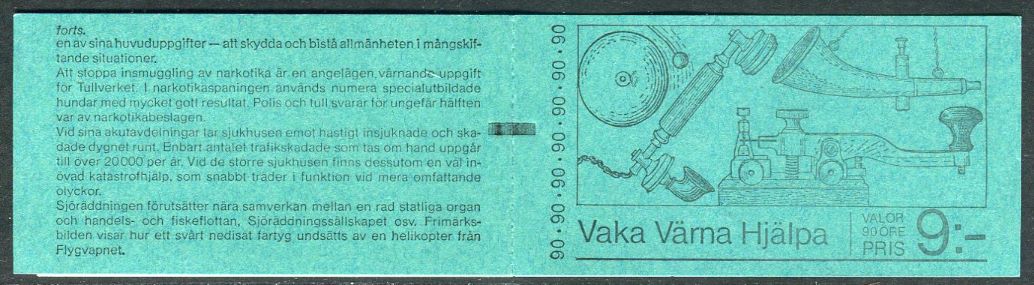 forts.
en av sina huvuduppgifter — att skydda och bistå allmänheten i mångskif-
tande situationer.
Att stoppa insmuggling av narkotika är en angelägen, värnande uppgift
för Tullverket. I narkotikaspaningen används numera specialutbildade
hundar med mycket gott resultat. Polis och tull svarar för ungefär hälften
var av narkotikabeslagen.
Vid sina akutavdelningar tar sjukhusen emot hastigt insjuknade och ska-
dade dygnet runt. Enbart antalet trafikskadade som tas om hand uppgår
till över 20000 per år. Vid de större sjukhusen finns dessutom en väl in-
övad katastrofhjälp, som snabbt träder i funktion vid mera omfattande
olyckor.
Sjöräddningen förutsätter nära samverkan mellan en rad statliga organ
och handels- och fiskeflottan, Sjöräddningssällskapet osv. Frimärks-
bilden visar hur ett svårt nedisat fartyg undsätts av en helikopter från
Flygvapnet.
90·90·90·90·90·90
Vaka Värna Hjälpa
VALÖR
90 ÖRE
PRIS 9:-